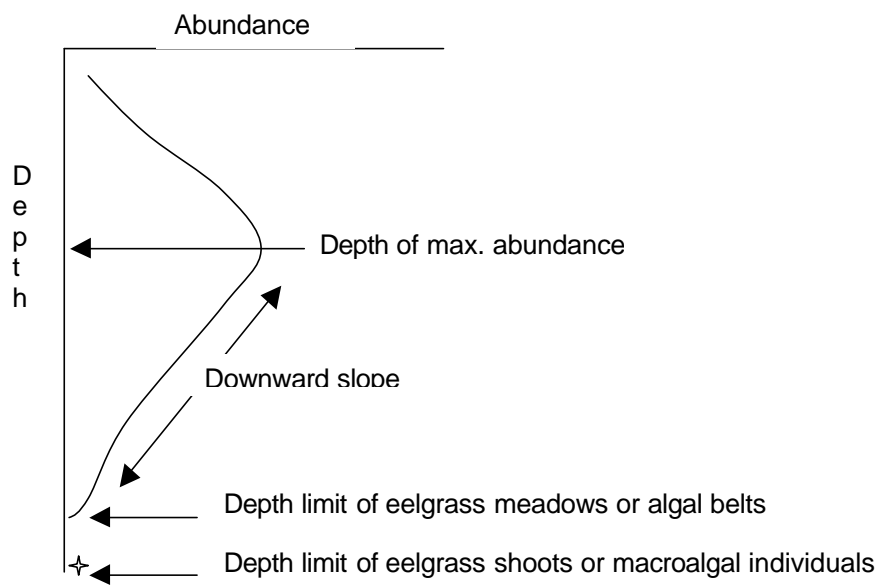 Abundance
Depth
Depth of max. abundance
Downward slope
Depth limit of eelgrass meadows or algal belts
Depth limit of eelgrass shoots or macroalgal individuals